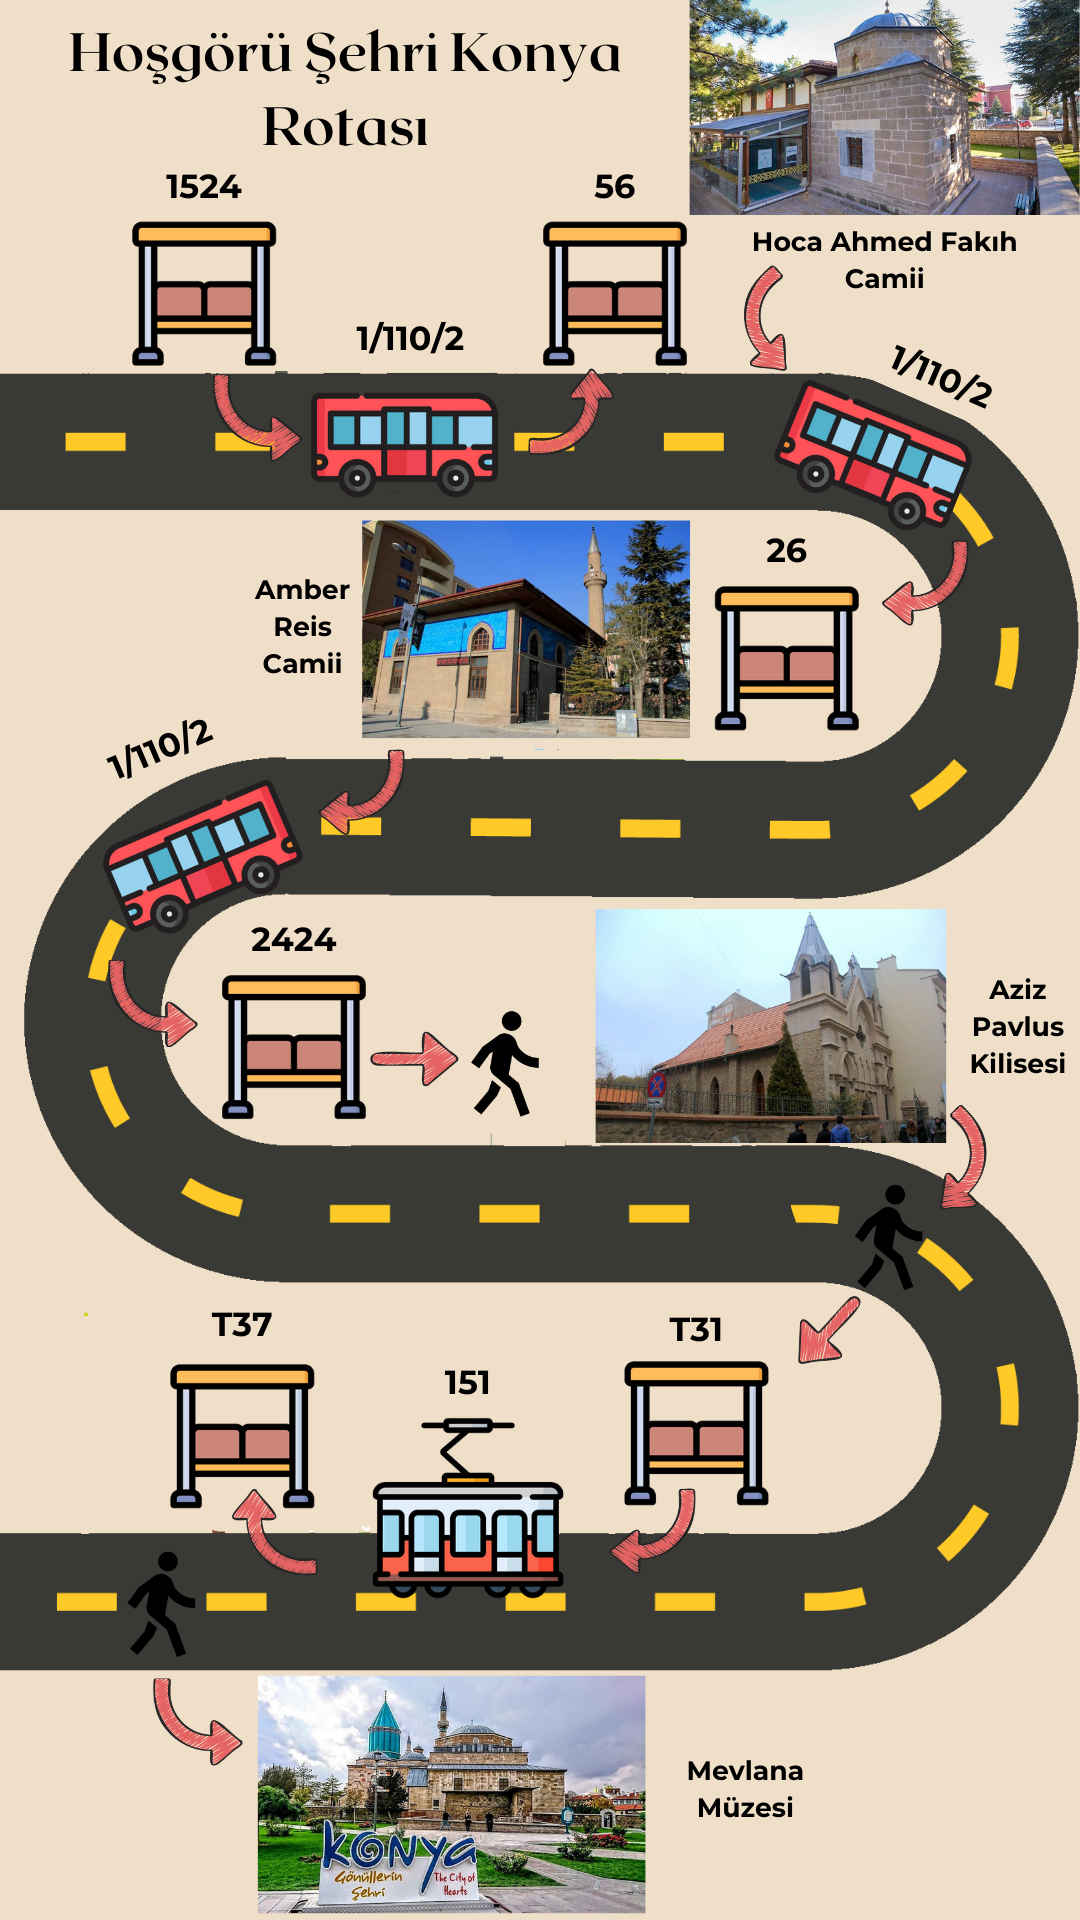 Hoşgörü Şehri Konya
Rotası
1524
56
Hoca Ahmed Fakıh
Camii
1/110/2
1/110/2
Amber
Reis
Camii
26
1/110/2
2424
Aziz
Pavlus
Kilisesi
T37
T31
151
Mevlana
Müzesi
KONYA
Gönüllerin
Şehri
The City of
Hearts